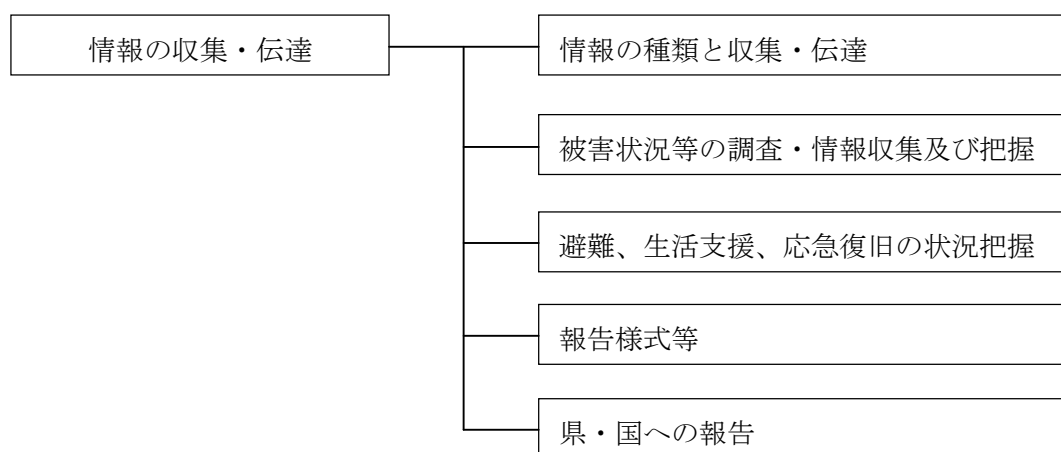 情報の収集・伝達
情報の種類と収集・伝達
被害状況等の調査・情報収集及び把握
避難、生活支援、応急復旧の状況把握
報告様式等
県・国への報告